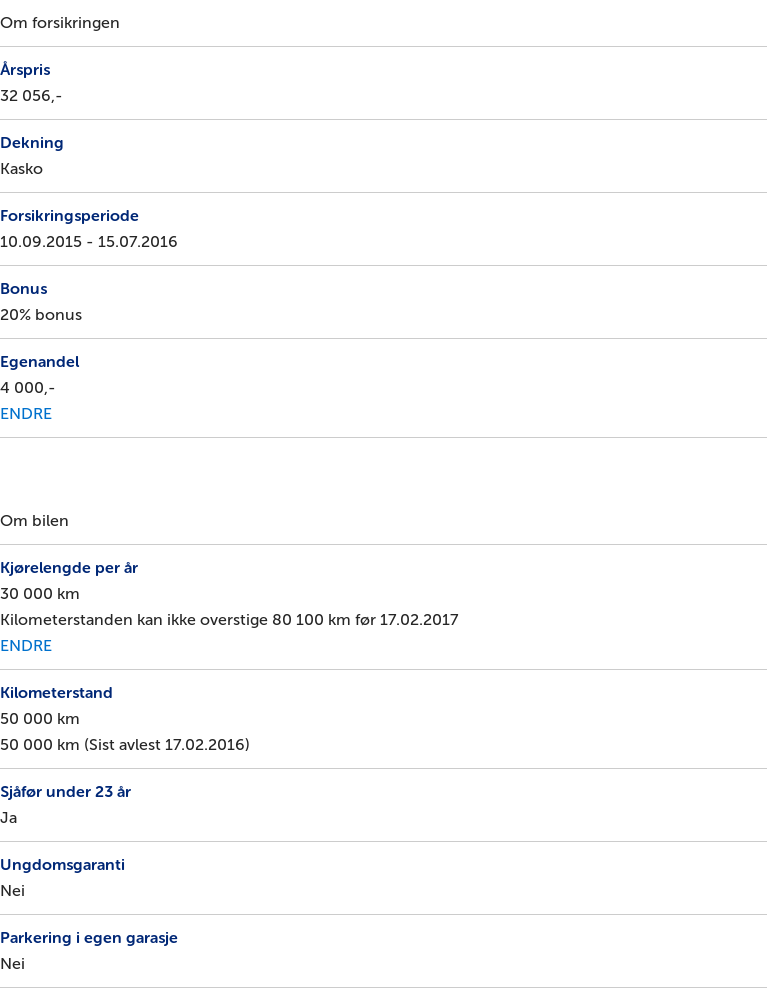 Om forsikringen
Årspris
32 056,-
Dekning
Kasko
Forsikringsperiode
10.09.2015 - 15.07.2016
Bonus
20% bonus
Egenandel
4 000,-
ENDRE
Om bilen
Kjørelengde per år
30 000 km
Kilometerstanden kan ikke overstige 80 100 km før 17.02.2017
ENDRE
Kilometerstand
50 000 km
50 000 km (Sist avlest 17.02.2016)
Sjåfør under 23 år
Ja
Ungdomsgaranti
Nei
Parkering i egen garasje
Nei